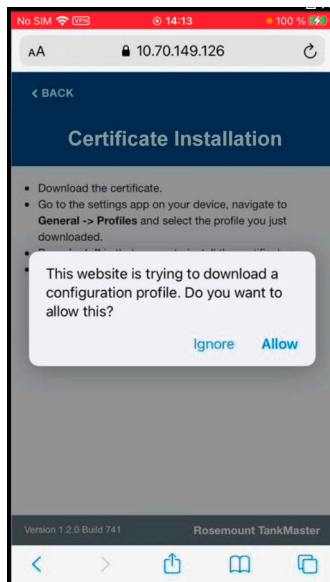 No SIM VPN 14:13 100 %
AA 10.70.149.126
BACK
Certificate Installation
• Download the certificate.
• Go to the settings app on your device, navigate to
General -> Profiles and select the profile you just
downloaded.
This website is trying to download a
configuration profile. Do you want to
allow this?
Ignore Allow
Version 1.2.0 Build 741 Rosemount TankMaster